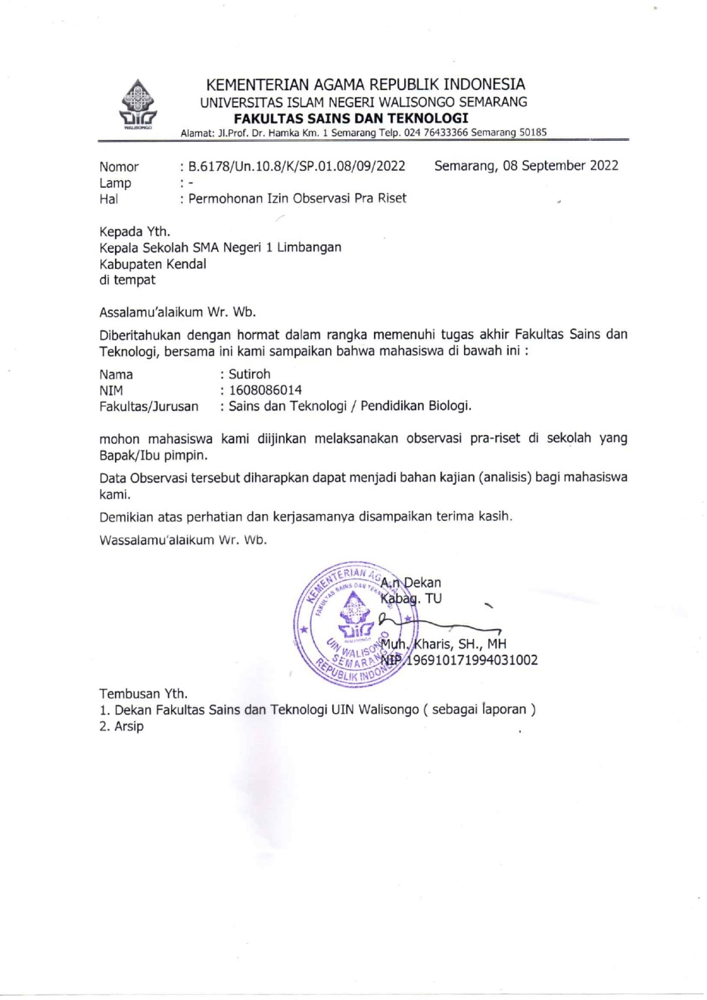 KEMENTERIAN AGAMA REPUBLIK INDONESIA
UNIVERSITAS ISLAM NEGERI WALISONGO SEMARANG
FAKULTAS SAINS DAN TEKNOLOGI
Alamat: Jl.Prof. Dr. Hamka Km. 1 Semarang Telp. 024 76433366 Semarang 50185
WALISONGO
Nomor : B.6178/Un.10.8/K/SP.01.08/09/2022 Semarang, 08 September 2022
Lamp : -
Hal : Permohonan Izin Observasi Pra Riset
Kepada Yth.
Kepala Sekolah SMA Negeri 1 Limbangan
Kabupaten Kendal
di tempat
Assalamu'alaikum Wr. Wb.
Diberitahukan dengan hormat dalam rangka memenuhi tugas akhir Fakultas Sains dan
Teknologi, bersama ini kami sampaikan bahwa mahasiswa di bawah ini :
Nama : Sutiroh
NIM : 1608086014
Fakultas/Jurusan : Sains dan Teknologi / Pendidikan Biologi.
mohon mahasiswa kami diijinkan melaksanakan observasi pra-riset di sekolah yang
Bapak/Ibu pimpin.
Data Observasi tersebut diharapkan dapat menjadi bahan kajian (analisis) bagi mahasiswa
kami.
Demikian atas perhatian dan kerjasamanya disampaikan terima kasih.
Wassalamu'alaikum Wr. Wb.
A.n Dekan
Kabag. TU
KEMENTERIAN AGAMA
FAKULTAS SAINS DAN TEKNOLOGI
UIN WALISONGO
SEMARANG
REPUBLIK INDONESIA
Muh. Kharis, SH., MH
NIP.196910171994031002
Tembusan Yth.
1. Dekan Fakultas Sains dan Teknologi UIN Walisongo ( sebagai laporan )
2. Arsip